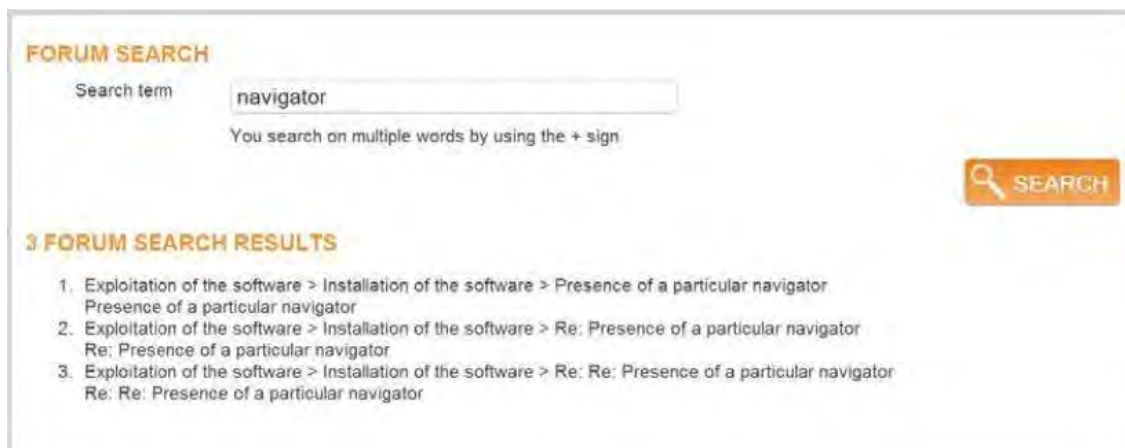 FORUM SEARCH
Search term
navigator
You search on multiple words by using the + sign
SEARCH
3 FORUM SEARCH RESULTS
1. Exploitation of the software > Installation of the software > Presence of a particular navigator
Presence of a particular navigator
2. Exploitation of the software > Installation of the software > Re: Presence of a particular navigator
Re: Presence of a particular navigator
3. Exploitation of the software > Installation of the software > Re: Re: Presence of a particular navigator
Re: Re: Presence of a particular navigator